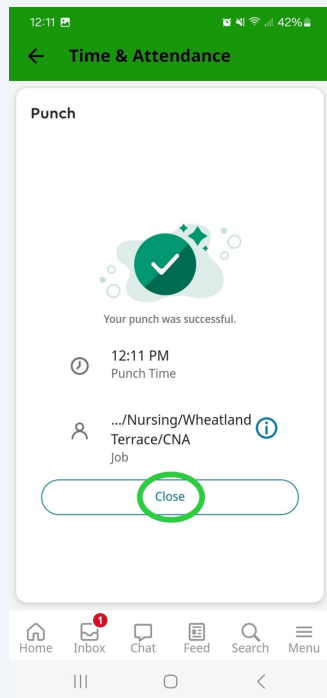 12:11 42%
Time & Attendance
Punch
Your punch was successful.
12:11 PM
Punch Time
.../Nursing/Wheatland
Terrace/CNA
Job
Close
1
Home Inbox Chat Feed Search Menu